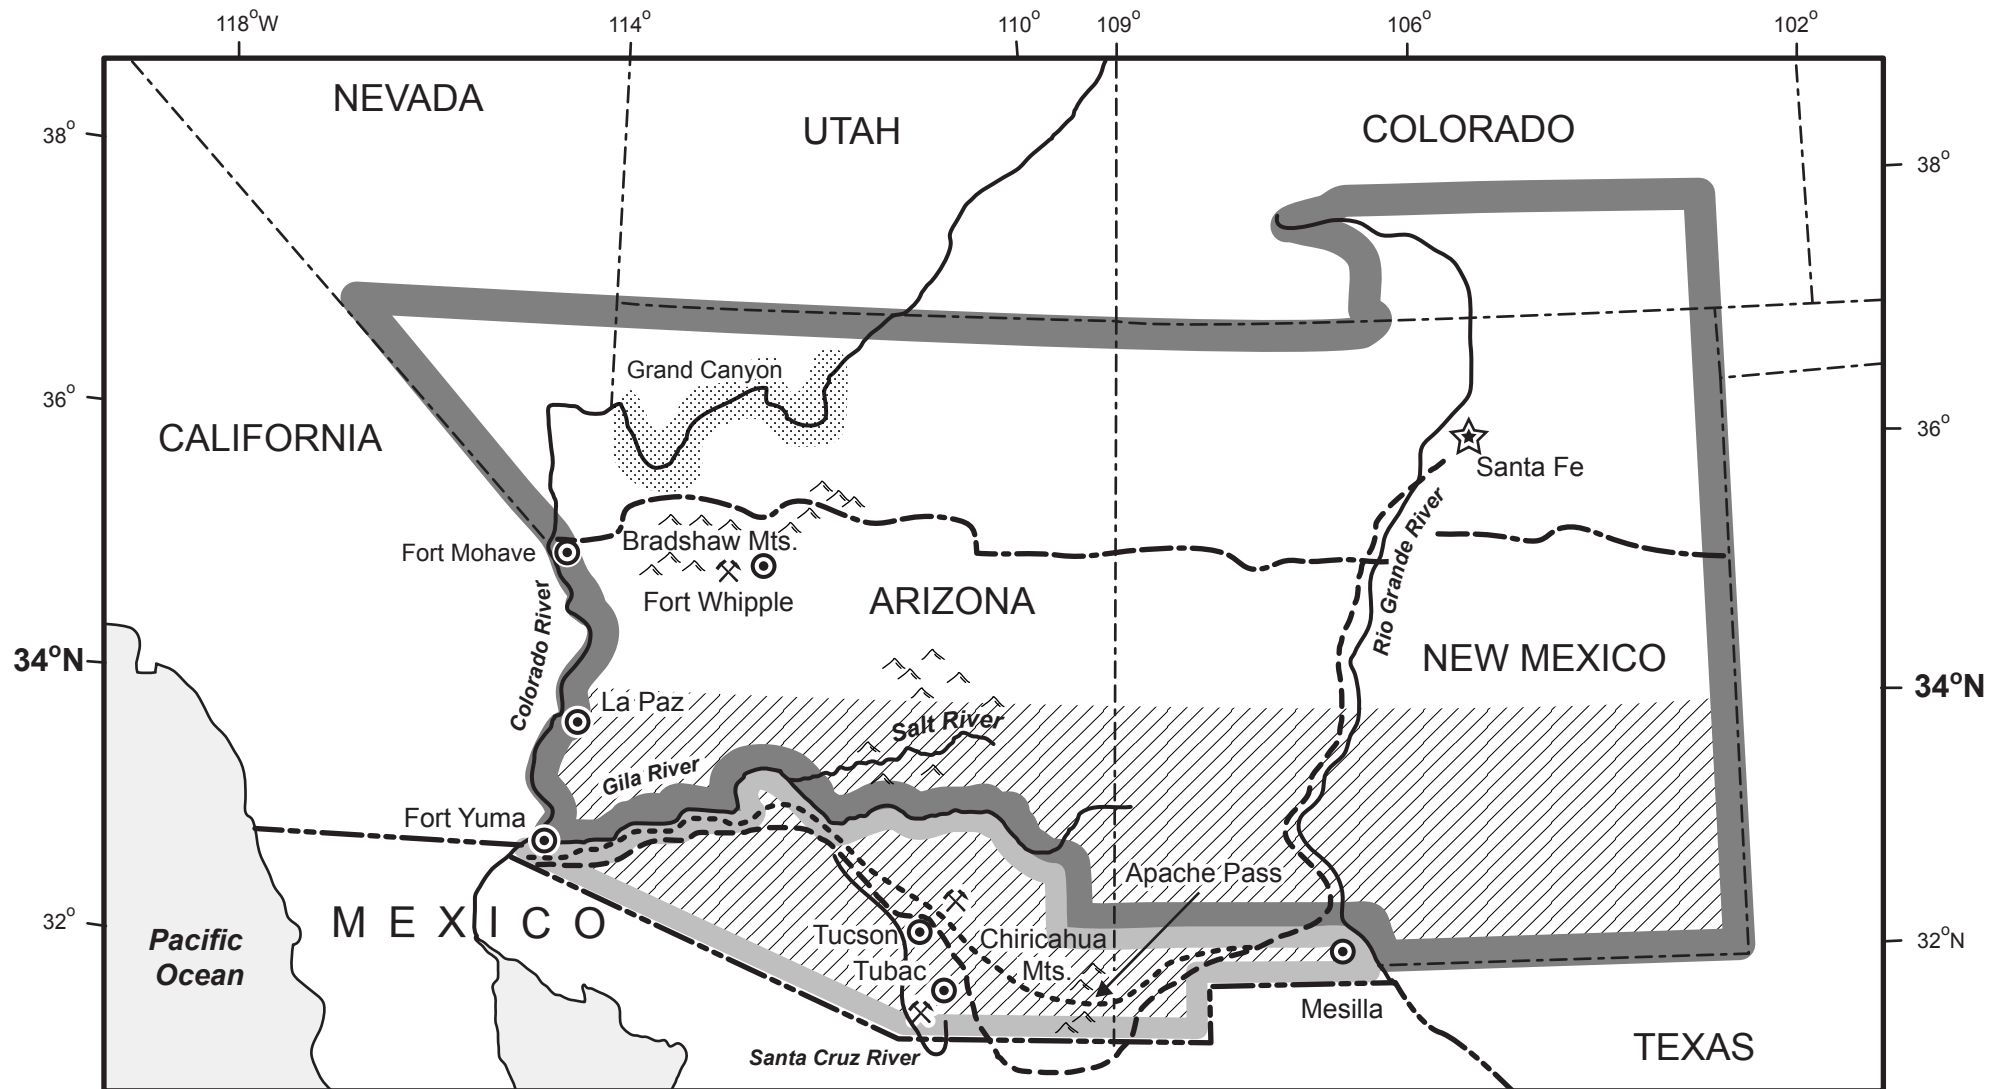 118°W
114°
110°
109°
106°
102°
NEVADA
UTAH
COLORADO
38°
38°
Grand Canyon
36°
36°
CALIFORNIA
Santa Fe
Rio Grande River
Fort Mohave
Bradshaw Mts.
Fort Whipple
ARIZONA
Colorado River
34°N
NEW MEXICO
34°N
La Paz
Salt River
Gila River
Fort Yuma
Apache Pass
MEXICO
32°
Tucson
Chiricahua
Mts.
32°N
Pacific
Ocean
Tubac
Mesilla
Santa Cruz River
TEXAS